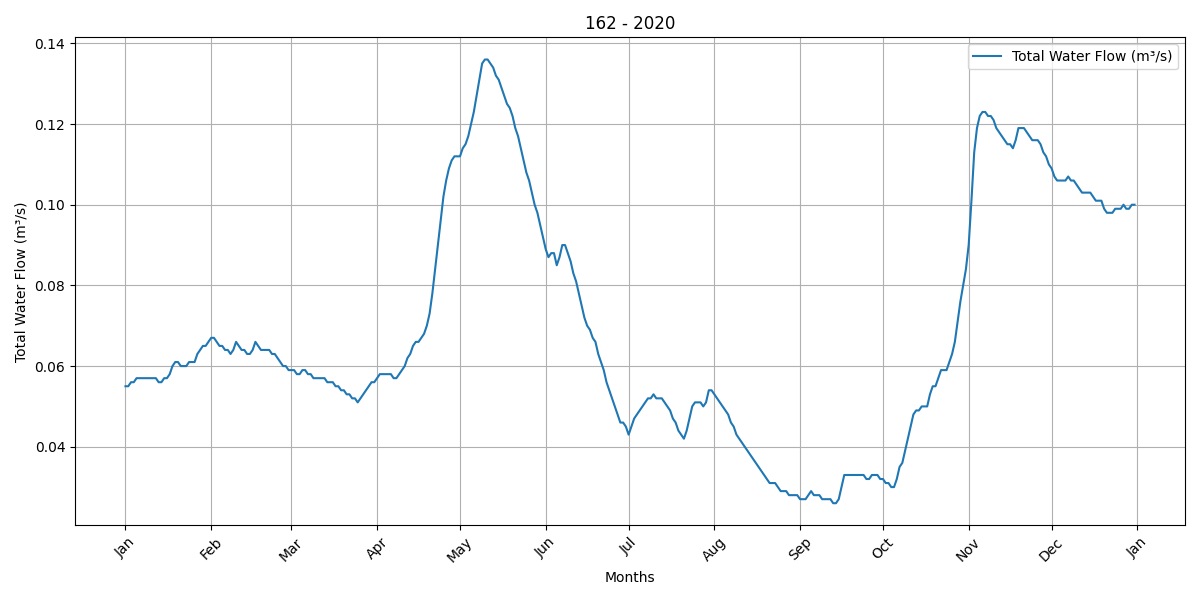 162 - 2020
Total Water Flow (m³/s)
Total Water Flow (m³/s)
0.14
0.12
0.10
0.08
0.06
0.04
Jan Feb Mar Apr May Jun Jul Aug Sep Oct Nov Dec Jan
Months